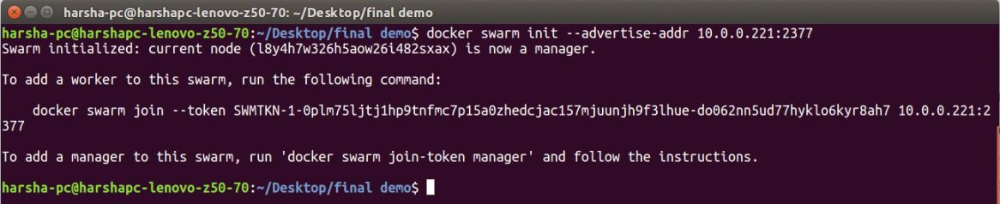 harsha-pc@harshapc-lenovo-z50-70: ~/Desktop/final demo
harsha-pc@harshapc-lenovo-z50-70:~/Desktop/final demo$ docker swarm init --advertise-addr 10.0.0.221:2377
Swarm initialized: current node (l8y4h7w326h5aow26i482sxax) is now a manager.
To add a worker to this swarm, run the following command:
docker swarm join --token SWMTKN-1-0plm75ljtj1hp9tnfmc7p15a0zhedcjac157mjuunjh9f3lhue-do062nn5ud77hyklo6kyr8ah7 10.0.0.221:2
377
To add a manager to this swarm, run 'docker swarm join-token manager' and follow the instructions.
harsha-pc@harshapc-lenovo-z50-70:~/Desktop/final demo$